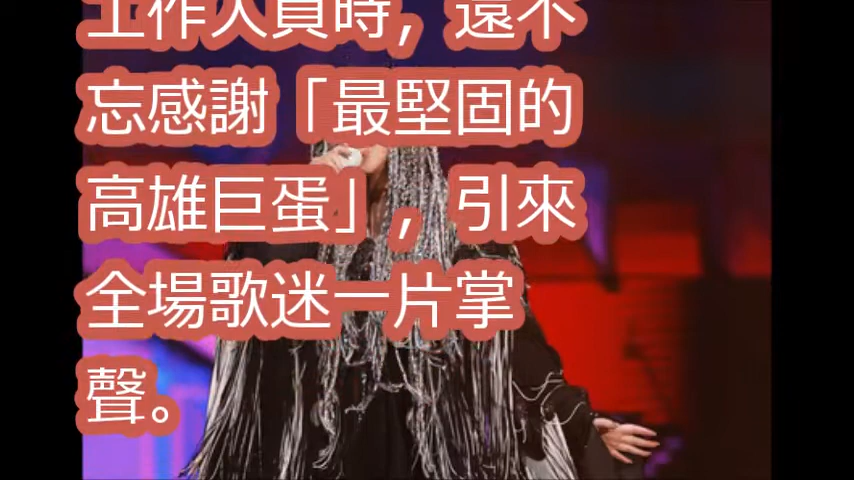 工作人員時，還不
忘感謝「最堅固的
高雄巨蛋」，引來
全場歌迷一片掌
聲。